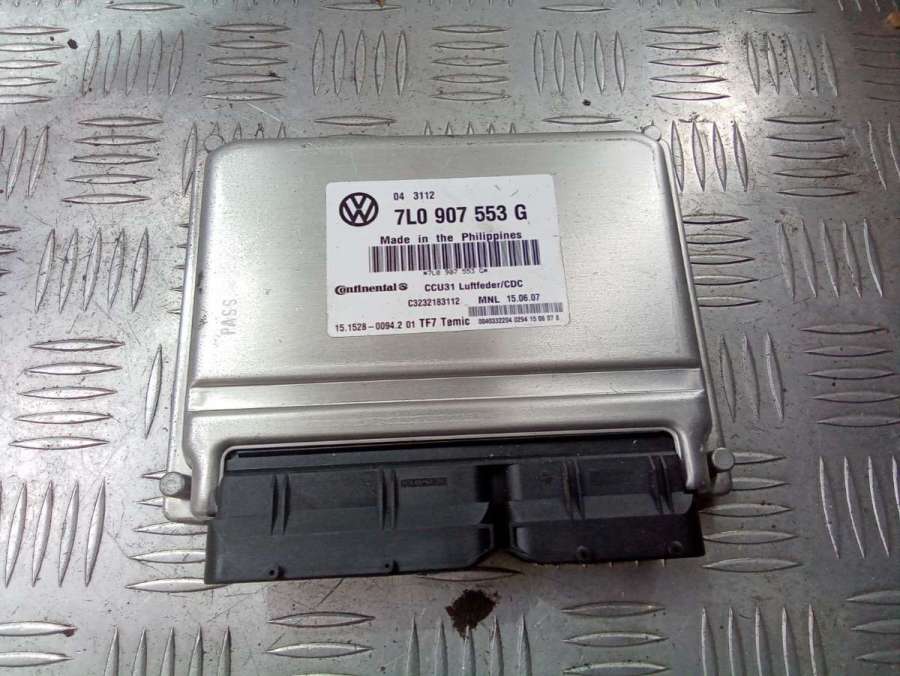 04 3112
7L0 907 553 G
Made in the Philippines
*7L0 907 553 G*
Continental CCU31 Luftfeder/CDC
C3232183112 MNL 15.06.07
15.1528-0094.2 01 TF7 Temic
PASS